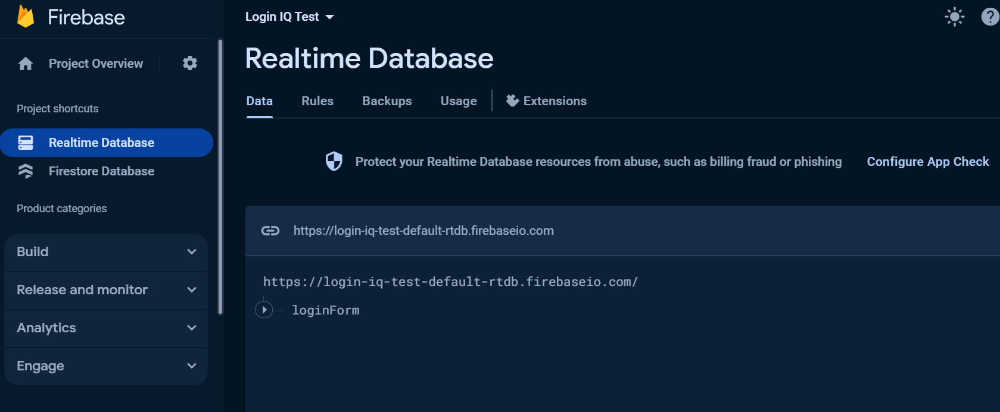 Firebase
Project Overview
Project shortcuts
Realtime Database
Firestore Database
Product categories
Build
Release and monitor
Analytics
Engage
Login IQ Test
?
Realtime Database
Data Rules Backups Usage Extensions
Protect your Realtime Database resources from abuse, such as billing fraud or phishing Configure App Check
https://login-iq-test-default-rtdb.firebaseio.com
https://login-iq-test-default-rtdb.firebaseio.com/
loginForm